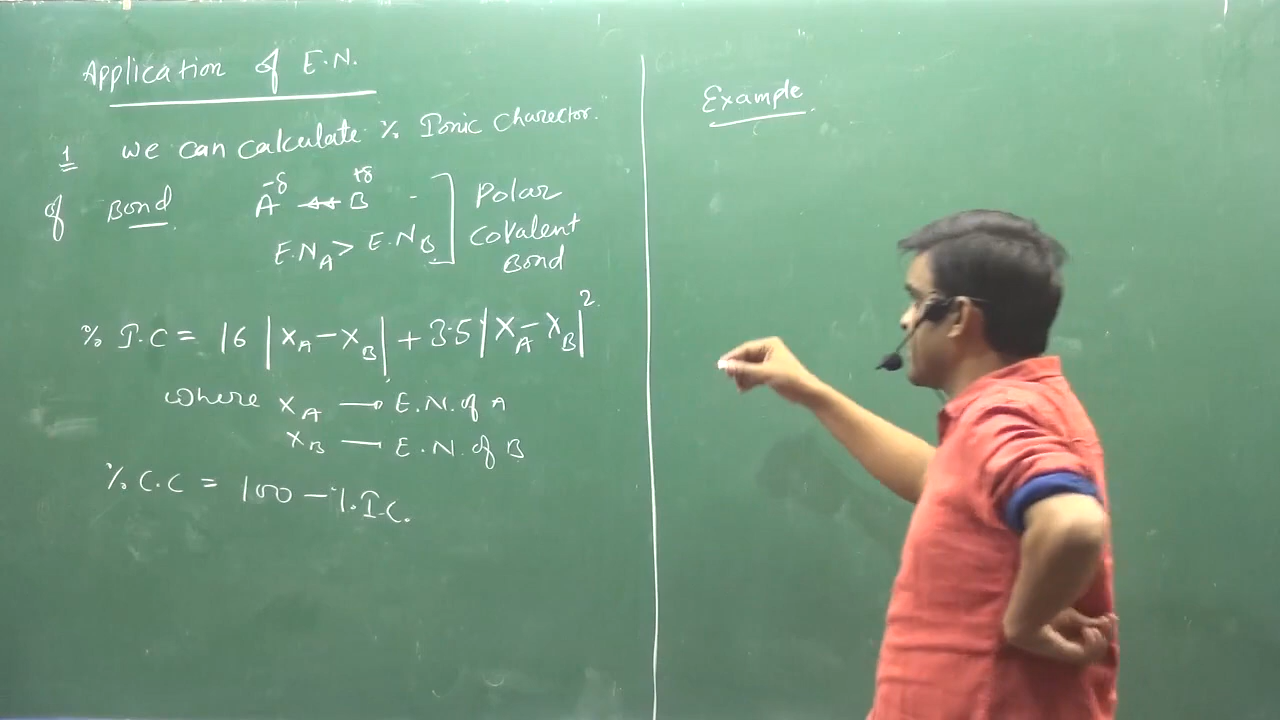 Application of E.N.
1 we can calculate % Ionic Charector.
of Bond
A^-δ B^+δ
E.N_A > E.N_B
Polar
Covalent
Bond
% I.C = 16 |X_A - X_B| + 3.5 |X_A - X_B|^2
where X_A → E.N. of A
X_B — E.N. of B
% C.C = 100 - %.I.C.
Example